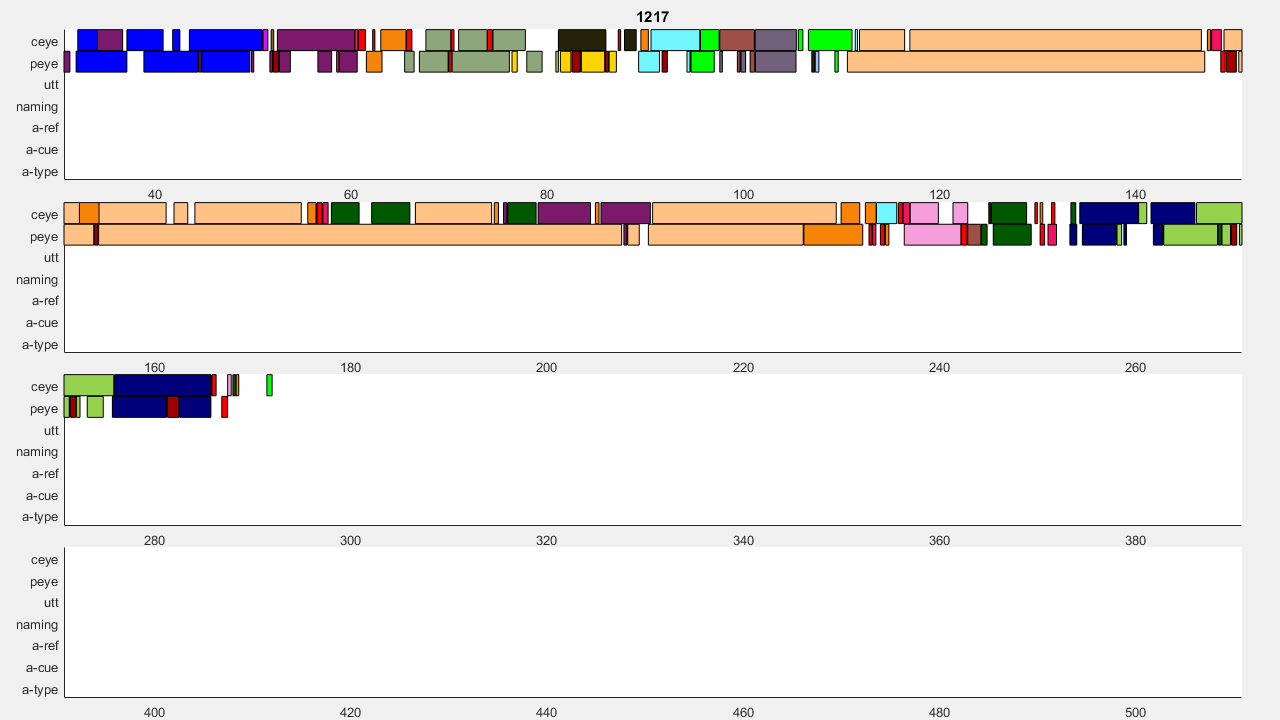 1217
ceye
peye
utt
naming
a-ref
a-cue
a-type
40 60 80 100 120 140
ceye
peye
utt
naming
a-ref
a-cue
a-type
160 180 200 220 240 260
ceye
peye
utt
naming
a-ref
a-cue
a-type
280 300 320 340 360 380
ceye
peye
utt
naming
a-ref
a-cue
a-type
400 420 440 460 480 500